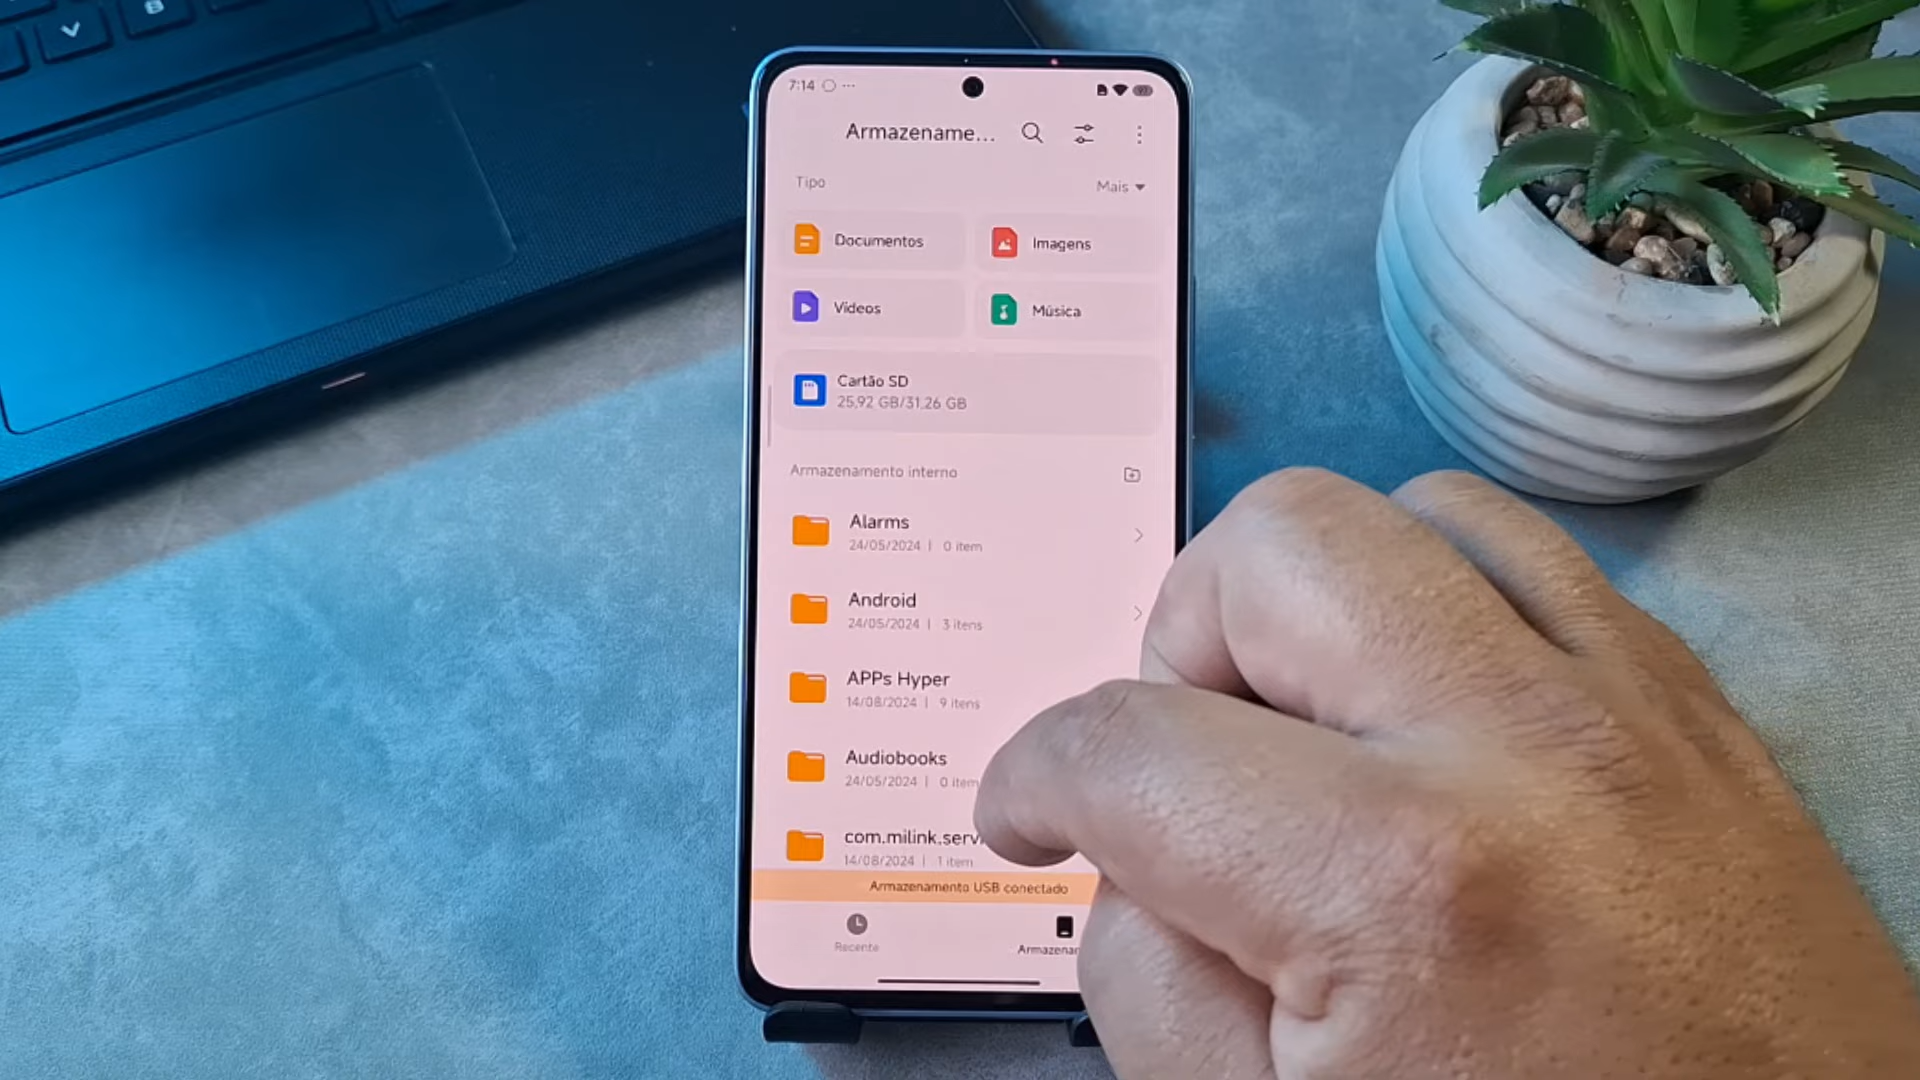 7:14
Armazename...
Tipo
Mais
Documentos
Imagens
Vídeos
Música
Cartão SD
25,92 GB/31,26 GB
Armazenamento interno
Alarms
24/05/2024 | 0 item
Android
24/05/2024 | 3 itens
APPs Hyper
14/08/2024 | 9 itens
Audiobooks
24/05/2024 | 0 item
com.milink.serv
14/08/2024 | 1 item
Armazenamento USB conectado
Recente
Armazena